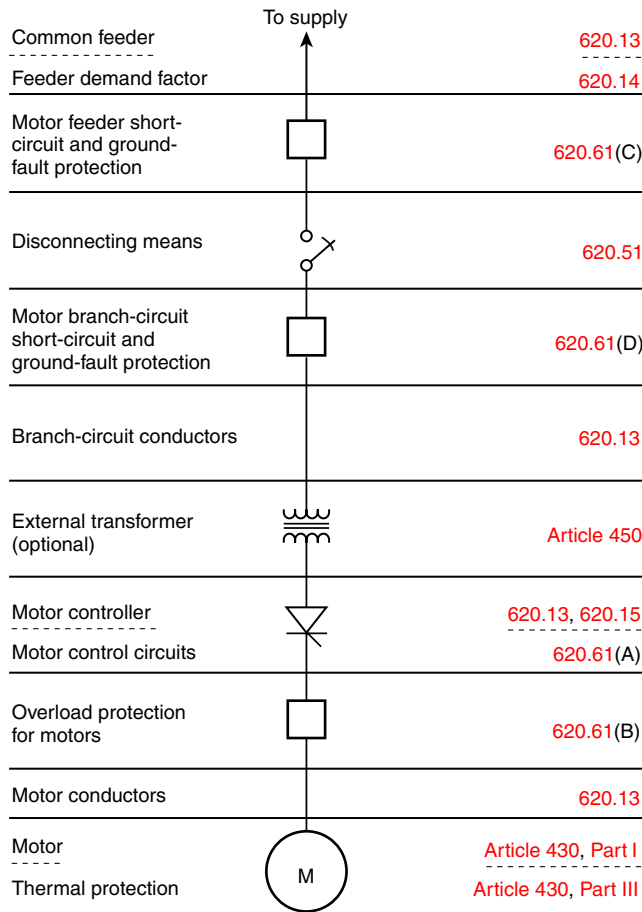 To supply
Common feeder 620.13
Feeder demand factor 620.14
Motor feeder short-
circuit and ground-
fault protection
620.61(C)
Disconnecting means 620.51
Motor branch-circuit
short-circuit and
ground-fault protection
620.61(D)
Branch-circuit conductors 620.13
External transformer
(optional)
Article 450
Motor controller 620.13, 620.15
Motor control circuits 620.61(A)
Overload protection
for motors
620.61(B)
Motor conductors 620.13
Motor Article 430, Part I
M
Thermal protection Article 430, Part III